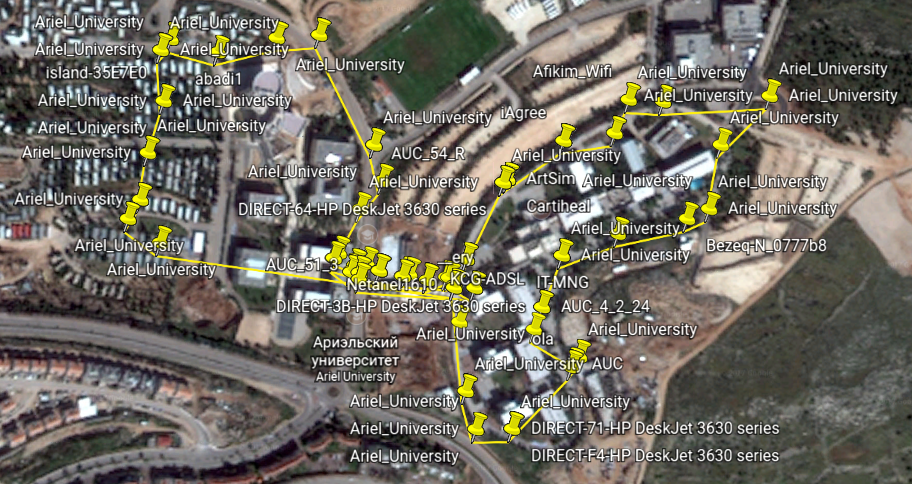 Ariel_University
Ariel_University
Ariel_University
Ariel_University
Ariel_University
island-35E7E0
abadi1
Afikim_Wifi
Ariel_University
Ariel_University
Ariel_University
Ariel_University
Ariel_University
Ariel_University
Ariel_University
Ariel_University
iAgree
Ariel_University
Ariel_University
Ariel_University
Ariel_University
AUC_54_R
Ariel_University
Ariel_University
Ariel_University
ArtSim
Ariel_University
Ariel_University
Ariel_University
DIRECT-64-HP DeskJet 3630 series
Cartiheal
Ariel_University
Ariel_University
Ariel_University
Ariel_University
Bezeq-N_0777b8
Ariel_University
AUC_51_3
Netanel1610
KCG-ADSL
IT-MNG
DIRECT-3B-HP DeskJet 3630 series
AUC_4_2_24
Ariel_University
Ariel_University
ola
Ариэльский
университет
Ariel University
Ariel_University
AUC
Ariel_University
Ariel_University
Ariel_University
DIRECT-71-HP DeskJet 3630 series
Ariel_University
DIRECT-F4-HP DeskJet 3630 series